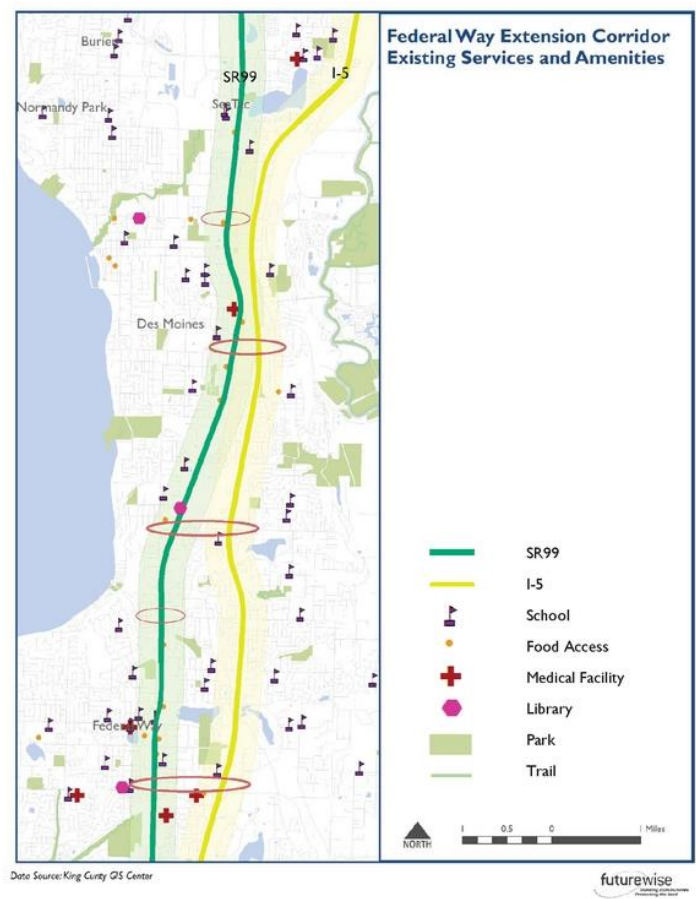 Federal Way Extension Corridor
Existing Services and Amenities
Burien
SR99
I-5
Normandy Park
SeaTac
Des Moines
Federal Way
SR99
I-5
School
Food Access
Medical Facility
Library
Park
Trail
NORTH
1 0.5 0 1 Miles
Data Source: King Cunty GIS Center
futurewise